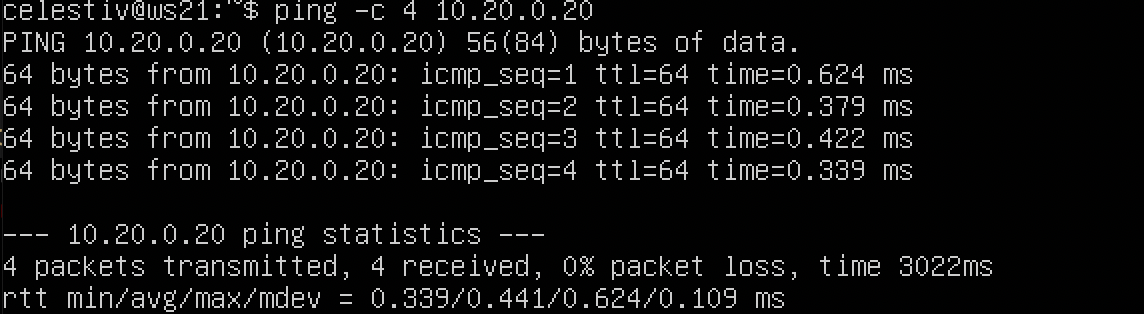 celestiv@ws21:~$ ping -c 4 10.20.0.20
PING 10.20.0.20 (10.20.0.20) 56(84) bytes of data.
64 bytes from 10.20.0.20: icmp_seq=1 ttl=64 time=0.624 ms
64 bytes from 10.20.0.20: icmp_seq=2 ttl=64 time=0.379 ms
64 bytes from 10.20.0.20: icmp_seq=3 ttl=64 time=0.422 ms
64 bytes from 10.20.0.20: icmp_seq=4 ttl=64 time=0.339 ms
--- 10.20.0.20 ping statistics ---
4 packets transmitted, 4 received, 0% packet loss, time 3022ms
rtt min/avg/max/mdev = 0.339/0.441/0.624/0.109 ms